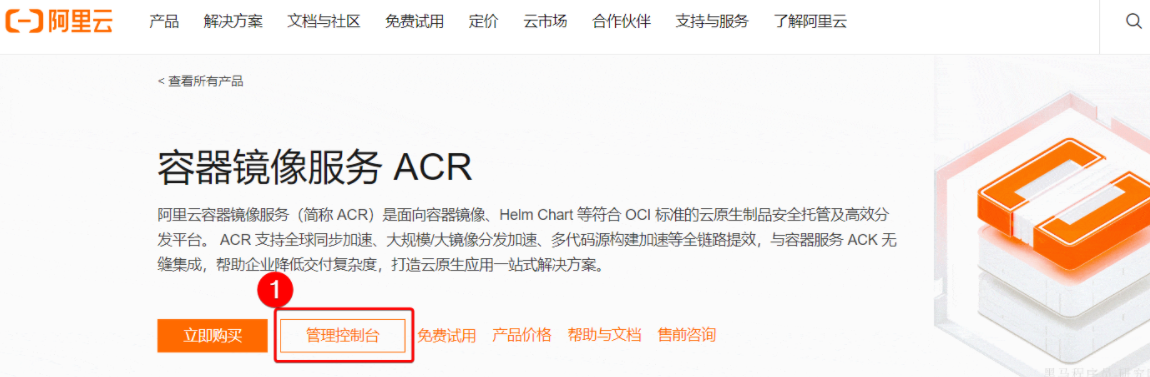 阿里云 产品 解决方案 文档与社区 免费试用 定价 云市场 合作伙伴 支持与服务 了解阿里云
< 查看所有产品
容器镜像服务 ACR
阿里云容器镜像服务（简称 ACR）是面向容器镜像、Helm Chart 等符合 OCI 标准的云原生制品安全托管及高效分
发平台。 ACR 支持全球同步加速、大规模/大镜像分发加速、多代码源构建加速等全链路提效，与容器服务 ACK 无
缝集成，帮助企业降低交付复杂度，打造云原生应用一站式解决方案。
1
立即购买 管理控制台 免费试用 产品价格 帮助与文档 售前咨询